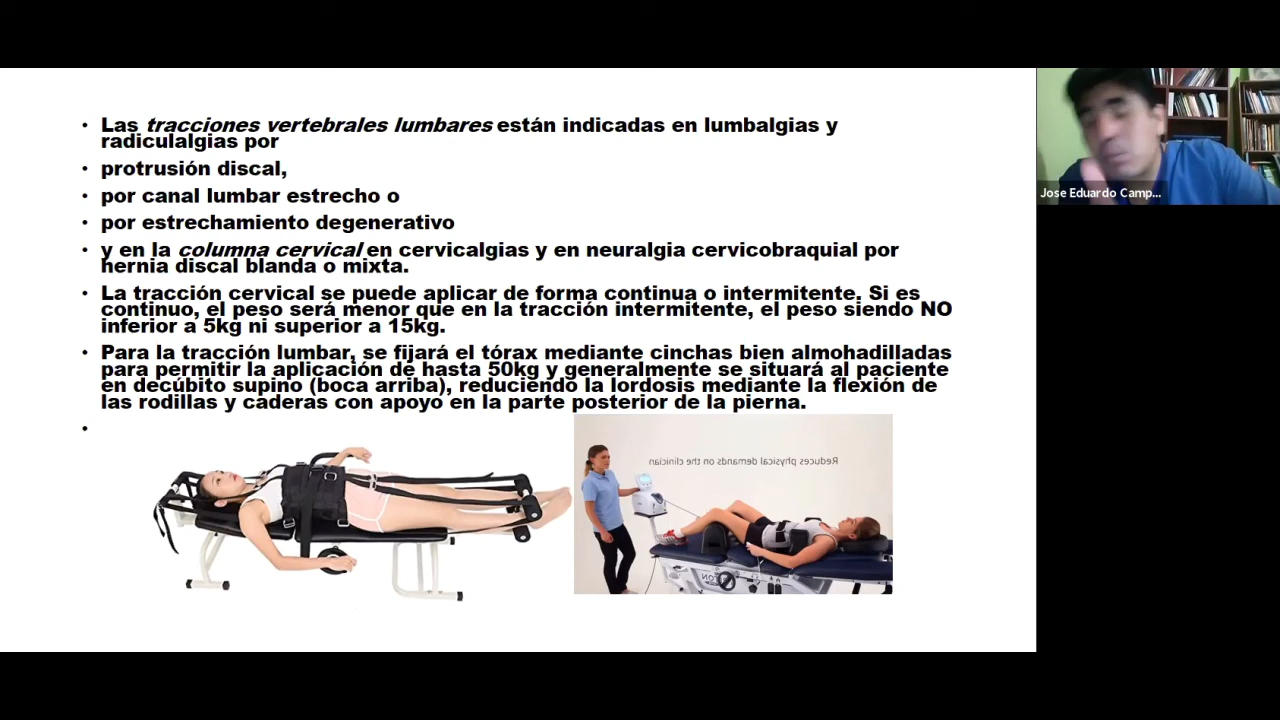 • Las tracciones vertebrales lumbares están indicadas en lumbalgias y
radiculalgias por
• protrusión discal,
• por canal lumbar estrecho o
• por estrechamiento degenerativo
• y en la columna cervical en cervicalgias y en neuralgia cervicobraquial por
hernia discal blanda o mixta.
• La tracción cervical se puede aplicar de forma continua o intermitente. Si es
continuo, el peso será menor que en la tracción intermitente, el peso siendo NO
inferior a 5kg ni superior a 15kg.
• Para la tracción lumbar, se fijará el tórax mediante cinchas bien almohadilladas
para permitir la aplicación de hasta 50kg y generalmente se situará al paciente
en decúbito supino (boca arriba), reduciendo la lordosis mediante la flexión de
las rodillas y caderas con apoyo en la parte posterior de la pierna.
•
Reduces physical demands on the clinician
Jose Eduardo Camp...